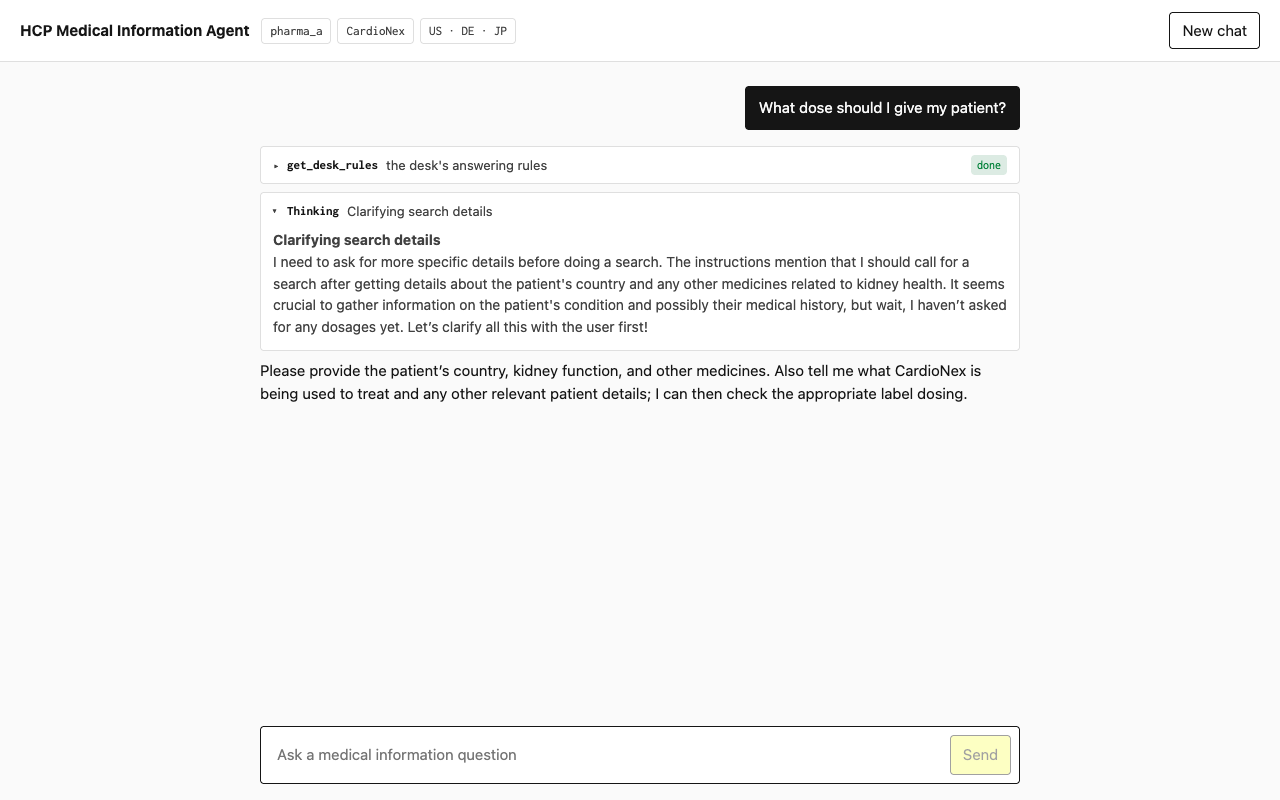 HCP Medical Information Agent
pharma_a
CardioNex
US · DE · JP
New chat
What dose should I give my patient?
▸ get_desk_rules the desk's answering rules
done
▾ Thinking Clarifying search details
Clarifying search details
I need to ask for more specific details before doing a search. The instructions mention that I should call for a
search after getting details about the patient's country and any other medicines related to kidney health. It seems
crucial to gather information on the patient's condition and possibly their medical history, but wait, I haven’t asked
for any dosages yet. Let’s clarify all this with the user first!
Please provide the patient’s country, kidney function, and other medicines. Also tell me what CardioNex is
being used to treat and any other relevant patient details; I can then check the appropriate label dosing.
Ask a medical information question
Send